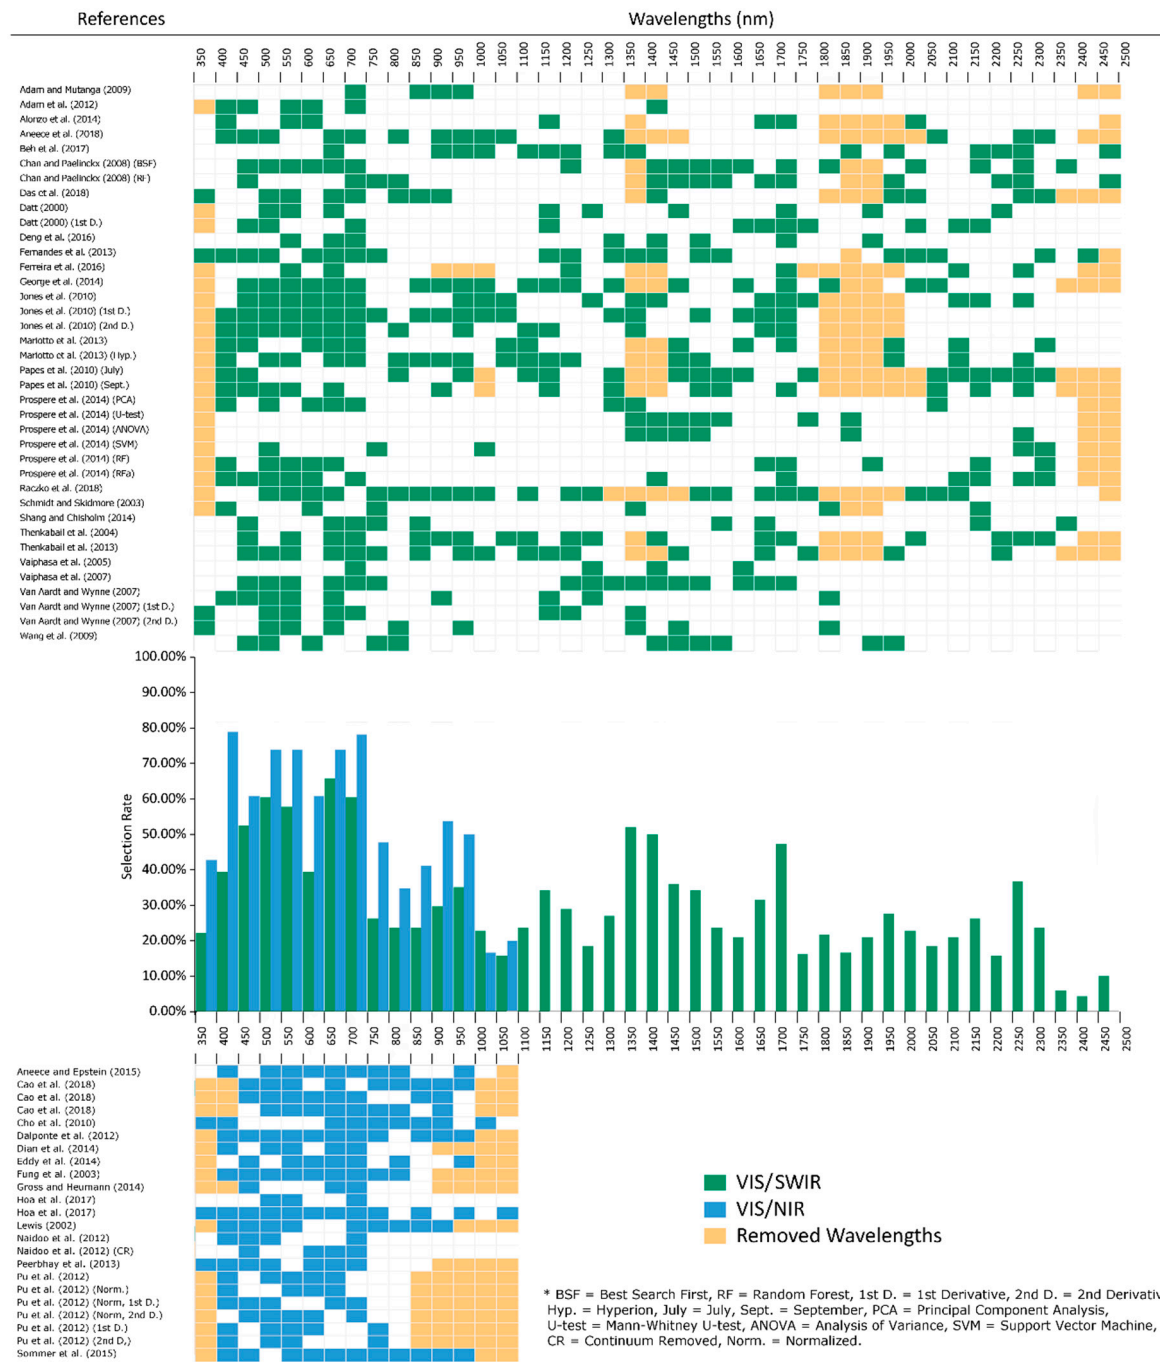 References
Wavelengths (nm)
350 400 450 500 550 600 650 700 750 800 850 900 950 1000 1050 1100 1150 1200 1250 1300 1350 1400 1450 1500 1550 1600 1650 1700 1750 1800 1850 1900 1950 2000 2050 2100 2150 2200 2250 2300 2350 2400 2450 2500
Adam and Mutanga (2009)
Adam et al. (2012)
Alonzo et al. (2014)
Aneece et al. (2018)
Beh et al. (2017)
Chan and Paelinckx (2008) (BSF)
Chan and Paelinckx (2008) (RF)
Das et al. (2018)
Datt (2000)
Datt (2000) (1st D.)
Deng et al. (2016)
Fernandes et al. (2013)
Ferreira et al. (2016)
George et al. (2014)
Jones et al. (2010)
Jones et al. (2010) (1st D.)
Jones et al. (2010) (2nd D.)
Mariotto et al. (2013)
Mariotto et al. (2013) (Hyp.)
Papes et al. (2010) (July)
Papes et al. (2010) (Sept.)
Prospere et al. (2014) (PCA)
Prospere et al. (2014) (U-test)
Prospere et al. (2014) (ANOVA)
Prospere et al. (2014) (SVM)
Prospere et al. (2014) (RF)
Prospere et al. (2014) (RFa)
Raczko et al. (2018)
Schmidt and Skidmore (2003)
Shang and Chisholm (2014)
Thenkabail et al. (2004)
Thenkabail et al. (2013)
Vaiphasa et al. (2005)
Vaiphasa et al. (2007)
Van Aardt and Wynne (2007)
Van Aardt and Wynne (2007) (1st D.)
Van Aardt and Wynne (2007) (2nd D.)
Wang et al. (2009)
100.00%
90.00%
80.00%
70.00%
60.00%
50.00%
40.00%
30.00%
20.00%
10.00%
0.00%
Selection Rate
350 400 450 500 550 600 650 700 750 800 850 900 950 1000 1050 1100 1150 1200 1250 1300 1350 1400 1450 1500 1550 1600 1650 1700 1750 1800 1850 1900 1950 2000 2050 2100 2150 2200 2250 2300 2350 2400 2450 2500
Aneece and Epstein (2015)
Cao et al. (2018)
Cao et al. (2018)
Cao et al. (2018)
Cho et al. (2010)
Dalponte et al. (2012)
Dian et al. (2014)
Eddy et al. (2014)
Fung et al. (2003)
Gross and Heumann (2014)
Hoa et al. (2017)
Hoa et al. (2017)
Lewis (2002)
Naidoo et al. (2012)
Naidoo et al. (2012) (CR)
Peerbhay et al. (2013)
Pu et al. (2012)
Pu et al. (2012) (Norm.)
Pu et al. (2012) (Norm, 1st D.)
Pu et al. (2012) (Norm, 2nd D.)
Pu et al. (2012) (1st D.)
Pu et al. (2012) (2nd D,)
Sommer et al. (2015)
VIS/SWIR
VIS/NIR
Removed Wavelengths
* BSF = Best Search First, RF = Random Forest, 1st D. = 1st Derivative, 2nd D. = 2nd Derivativ
Hyp. = Hyperion, July = July, Sept. = September, PCA = Principal Component Analysis,
U-test = Mann-Whitney U-test, ANOVA = Analysis of Variance, SVM = Support Vector Machine,
CR = Continuum Removed, Norm. = Normalized.